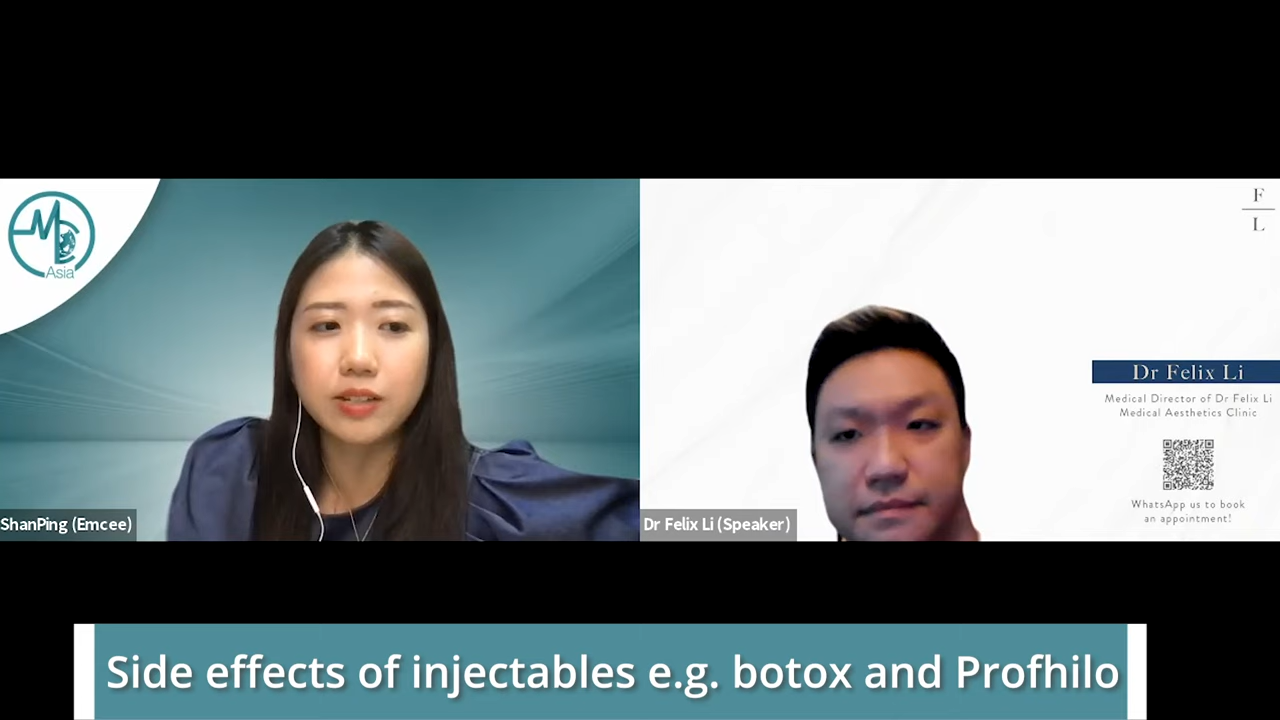 Asia
F
L
Dr Felix Li
Medical Director of Dr Felix Li
Medical Aesthetics Clinic
WhatsApp us to book
an appointment!
ShanPing (Emcee)
Dr Felix Li (Speaker)
Side effects of injectables e.g. botox and Profhilo